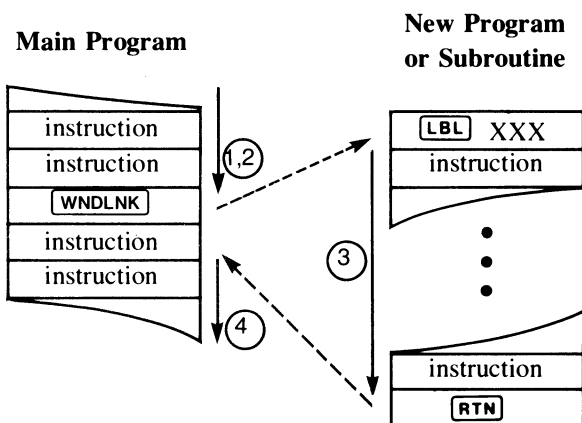 Main Program
instruction
instruction
WNDLNK
instruction
instruction
1,2
4
New Program
or Subroutine
LBL XXX
instruction
3
instruction
RTN